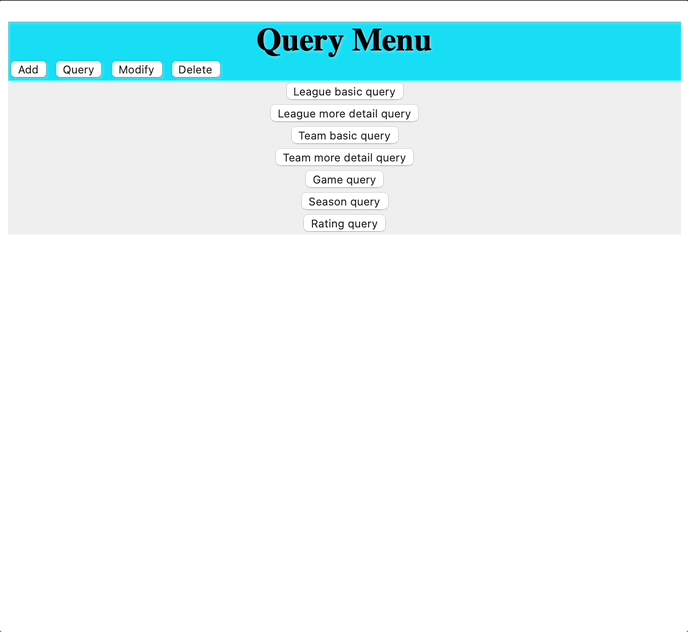 Query Menu
Add Query Modify Delete
League basic query
League more detail query
Team basic query
Team more detail query
Game query
Season query
Rating query